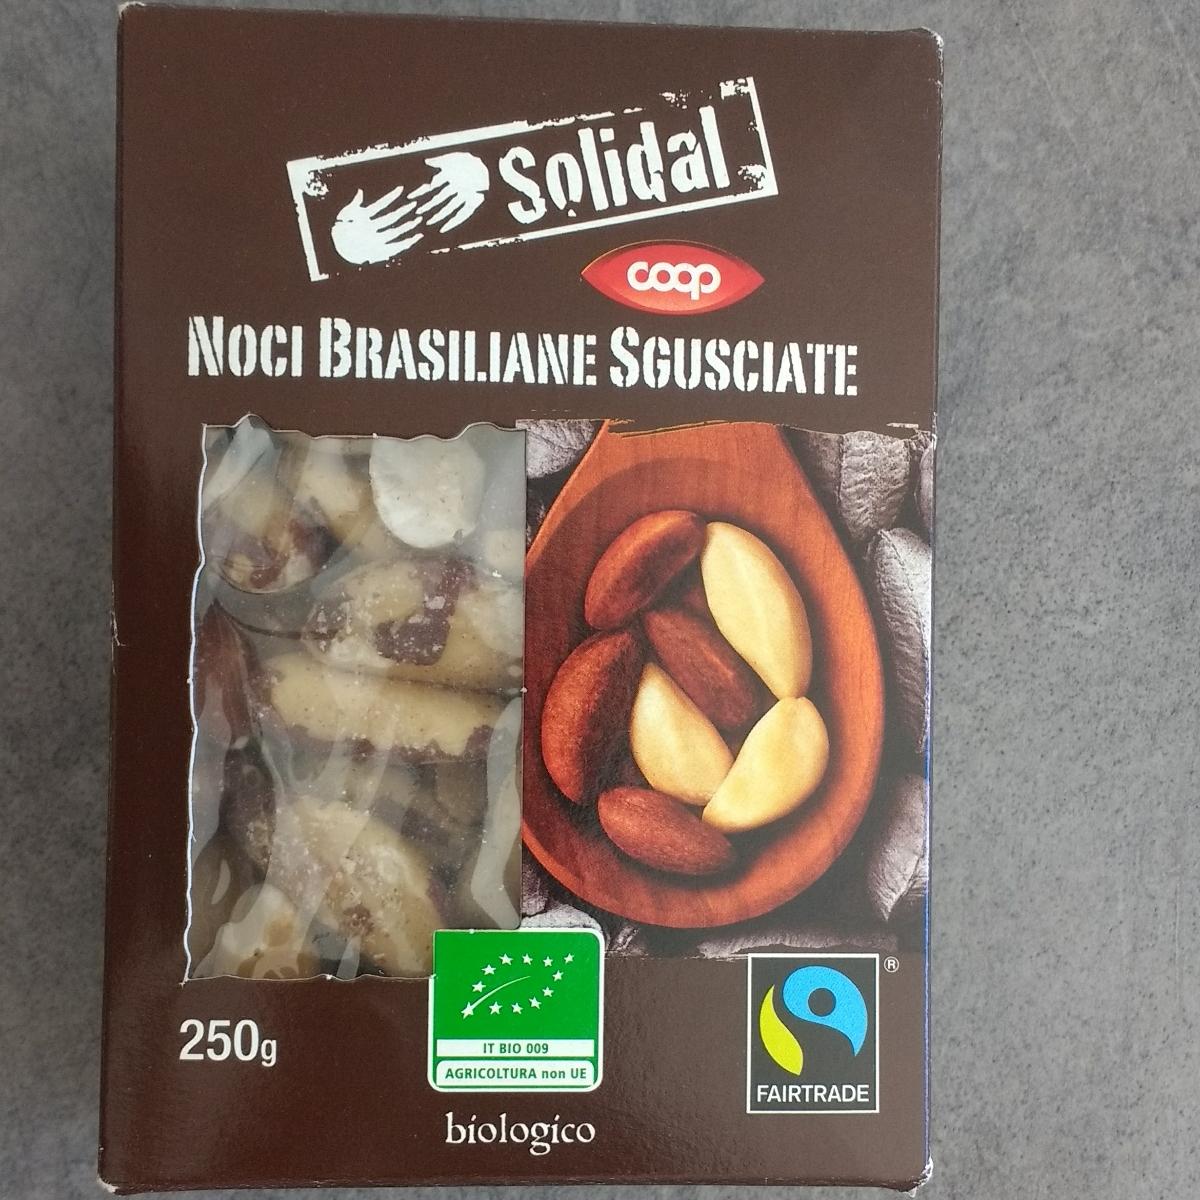 Solidal
coop
NOCI BRASILIANE SGUSCIATE
250g
IT BIO 009
AGRICOLTURA non UE
biologico
®
FAIRTRADE